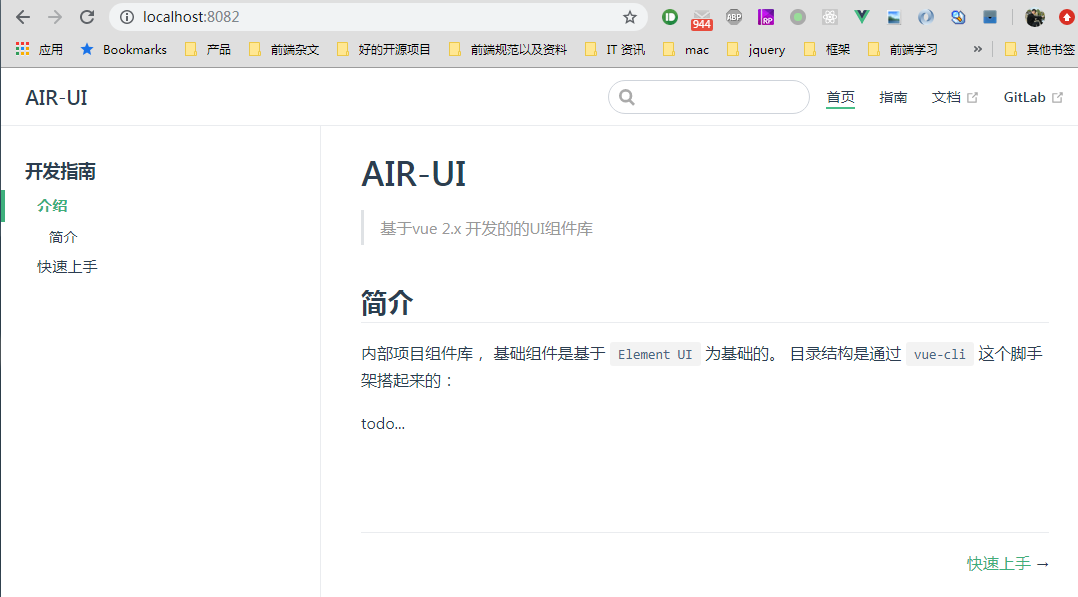 localhost:8082
944
ABP
RP
应用 Bookmarks 产品 前端杂文 好的开源项目 前端规范以及资料 IT 资讯 mac jquery 框架 前端学习 » 其他书签
AIR-UI 首页 指南 文档 GitLab
开发指南
介绍
简介
快速上手
AIR-UI
基于vue 2.x 开发的的UI组件库
简介
内部项目组件库 ，基础组件是基于 Element UI 为基础的。 目录结构是通过 vue-cli 这个脚手
架搭起来的：
todo...
快速上手 →